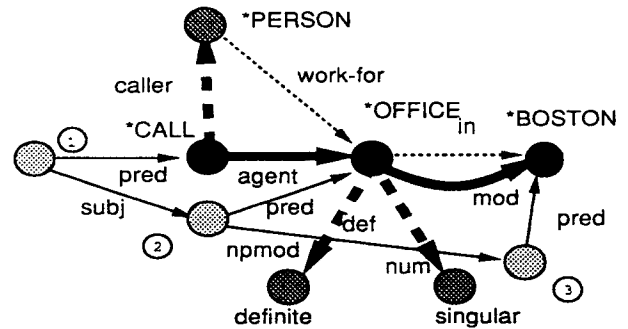 *PERSON
caller
work-for
*CALL
*OFFICE
in
*BOSTON
1
pred
agent
subj
pred
mod
2
def
pred
npmod
num
3
definite
singular